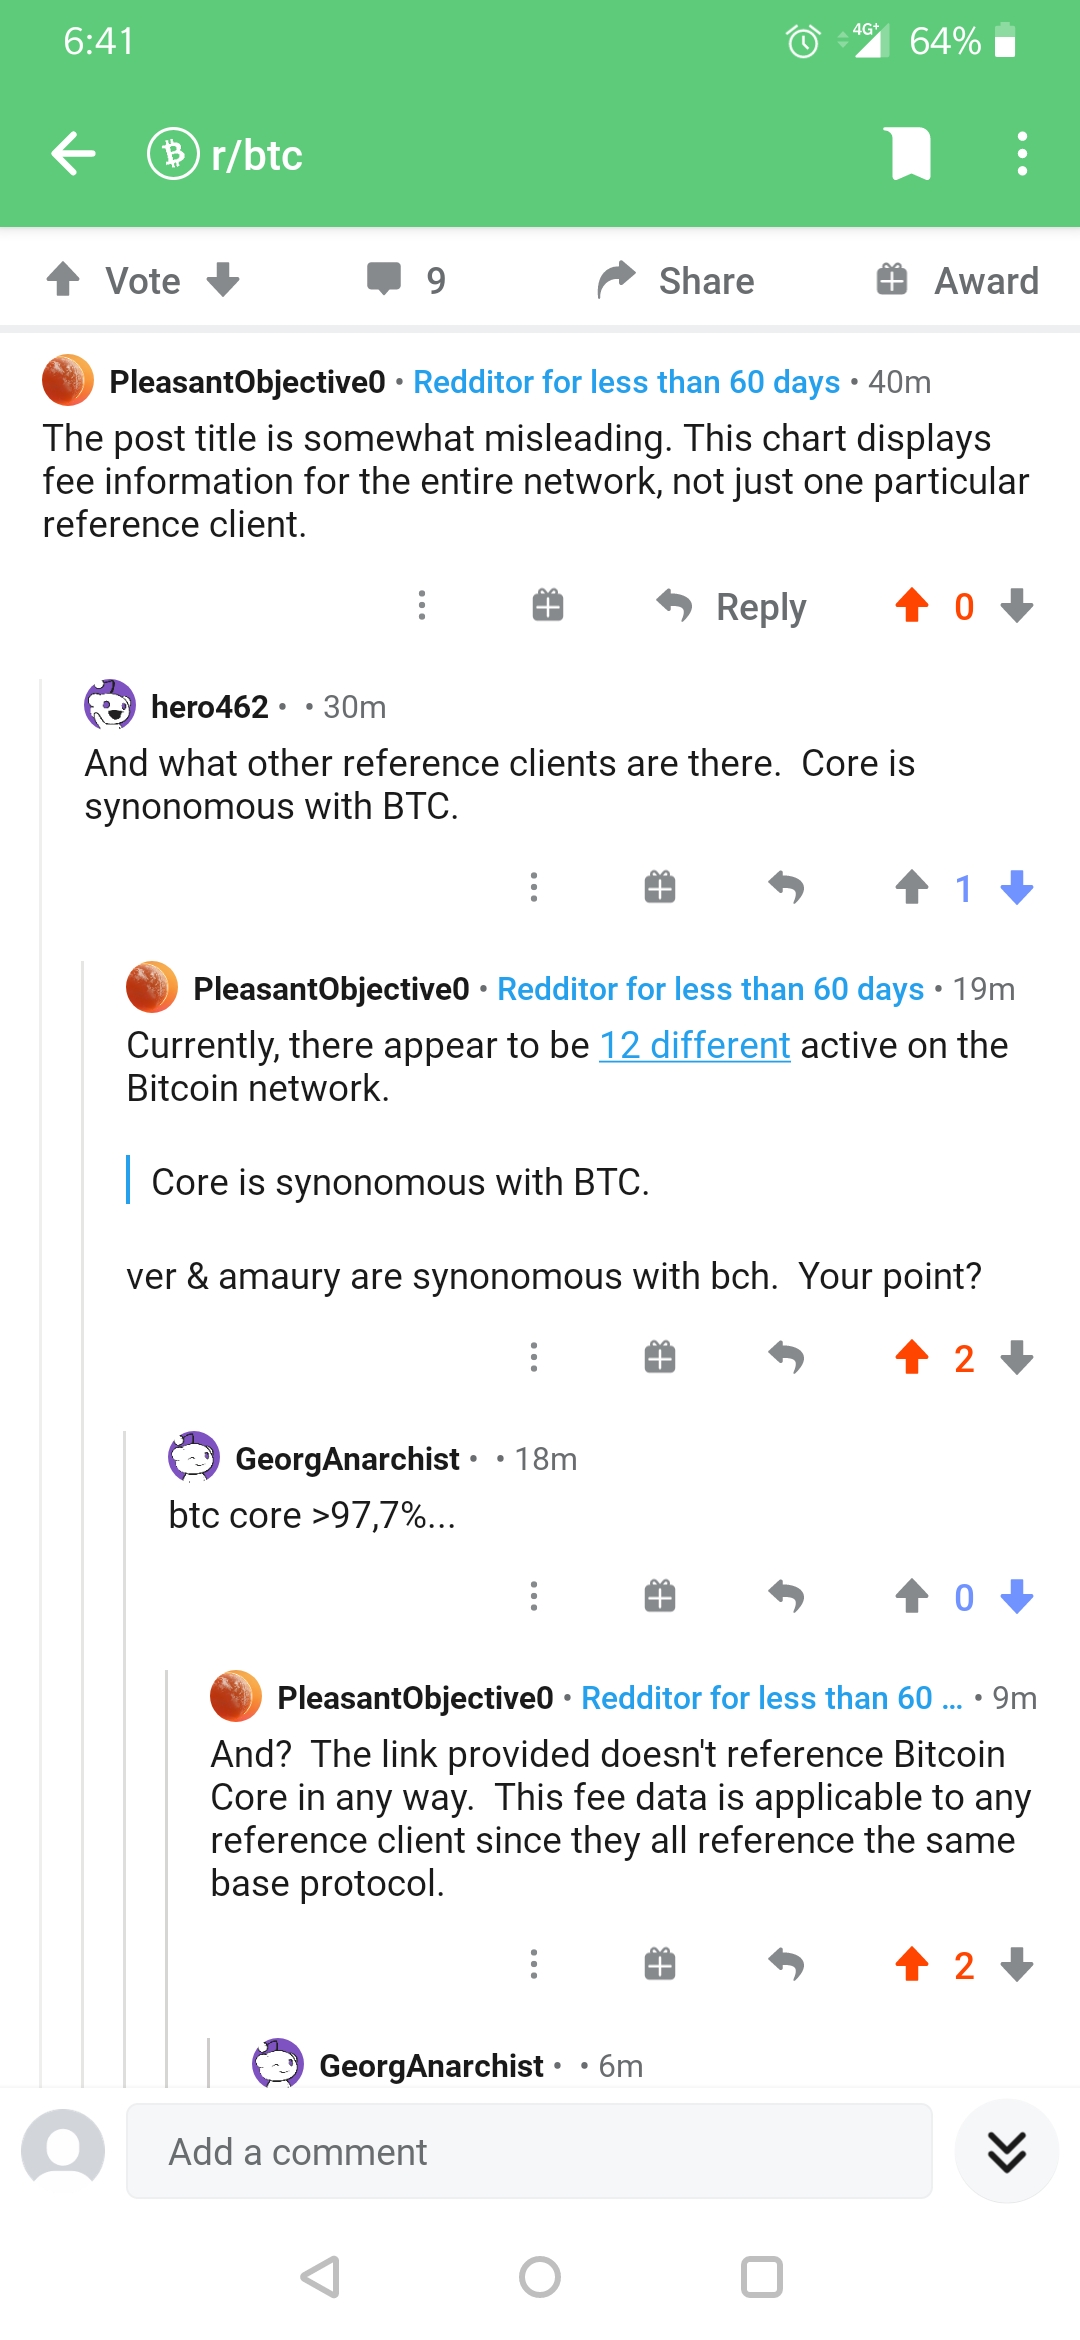 6:41
4G+ 64%
r/btc
Vote 9 Share Award
PleasantObjective0 • Redditor for less than 60 days • 40m
The post title is somewhat misleading. This chart displays
fee information for the entire network, not just one particular
reference client.
Reply 0
hero462 • • 30m
And what other reference clients are there.  Core is
synonomous with BTC.
1
PleasantObjective0 • Redditor for less than 60 days • 19m
Currently, there appear to be 12 different active on the
Bitcoin network.
Core is synonomous with BTC.
ver & amaury are synonomous with bch.  Your point?
2
GeorgAnarchist • • 18m
btc core >97,7%...
0
PleasantObjective0 • Redditor for less than 60 ... • 9m
And?  The link provided doesn't reference Bitcoin
Core in any way.  This fee data is applicable to any
reference client since they all reference the same
base protocol.
2
GeorgAnarchist • • 6m
Add a comment